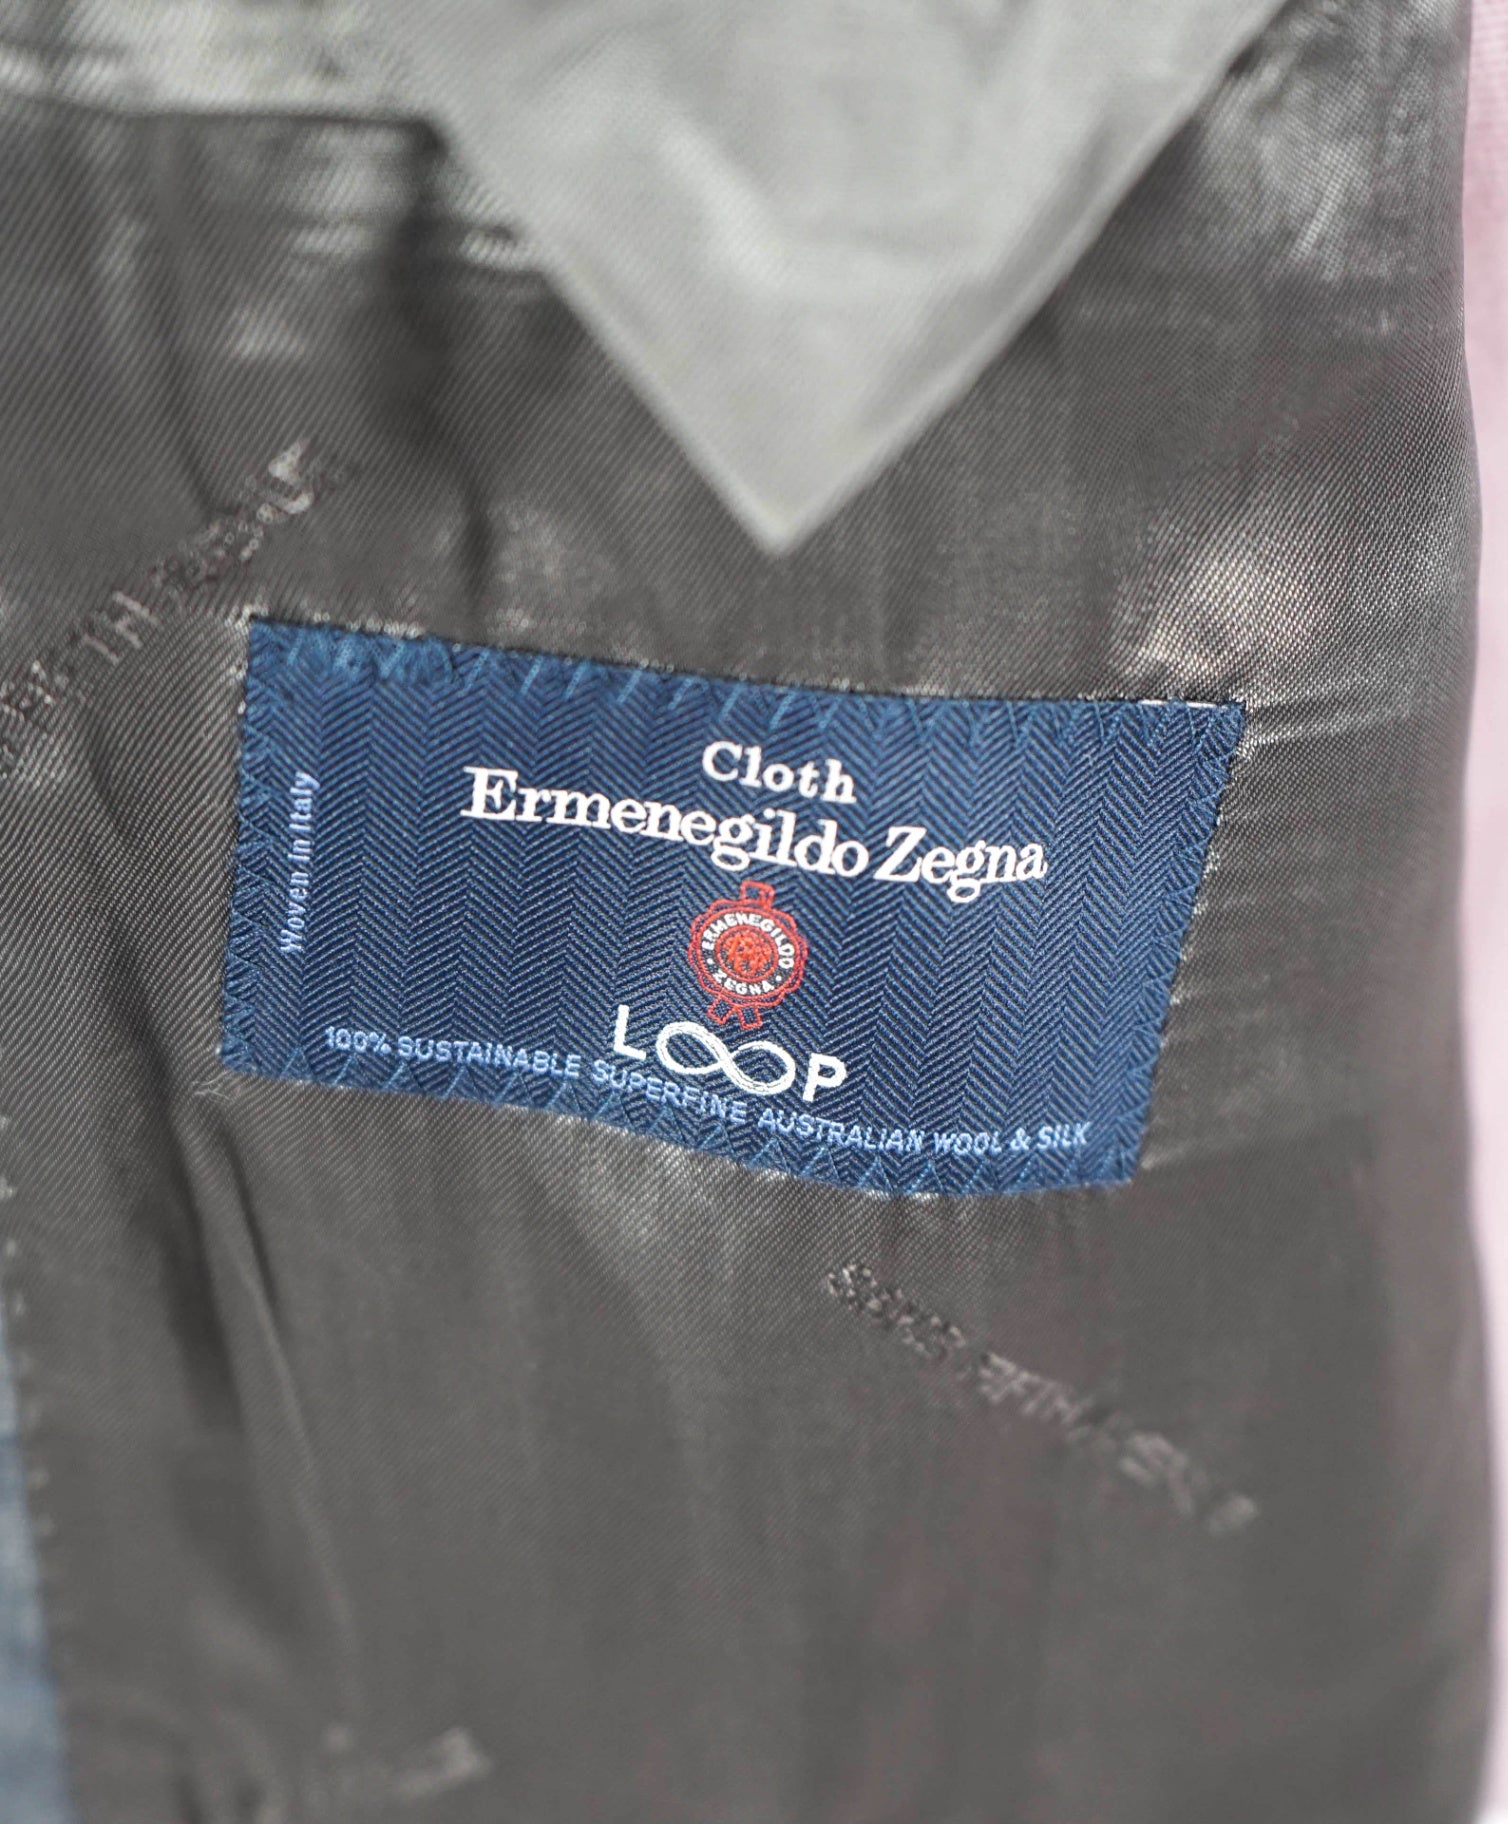 Cloth
Ermenegildo Zegna
Woven in Italy
ERMENEGILDO
ZEGNA
LOOP
100% SUSTAINABLE SUPERFINE AUSTRALIAN WOOL & SILK